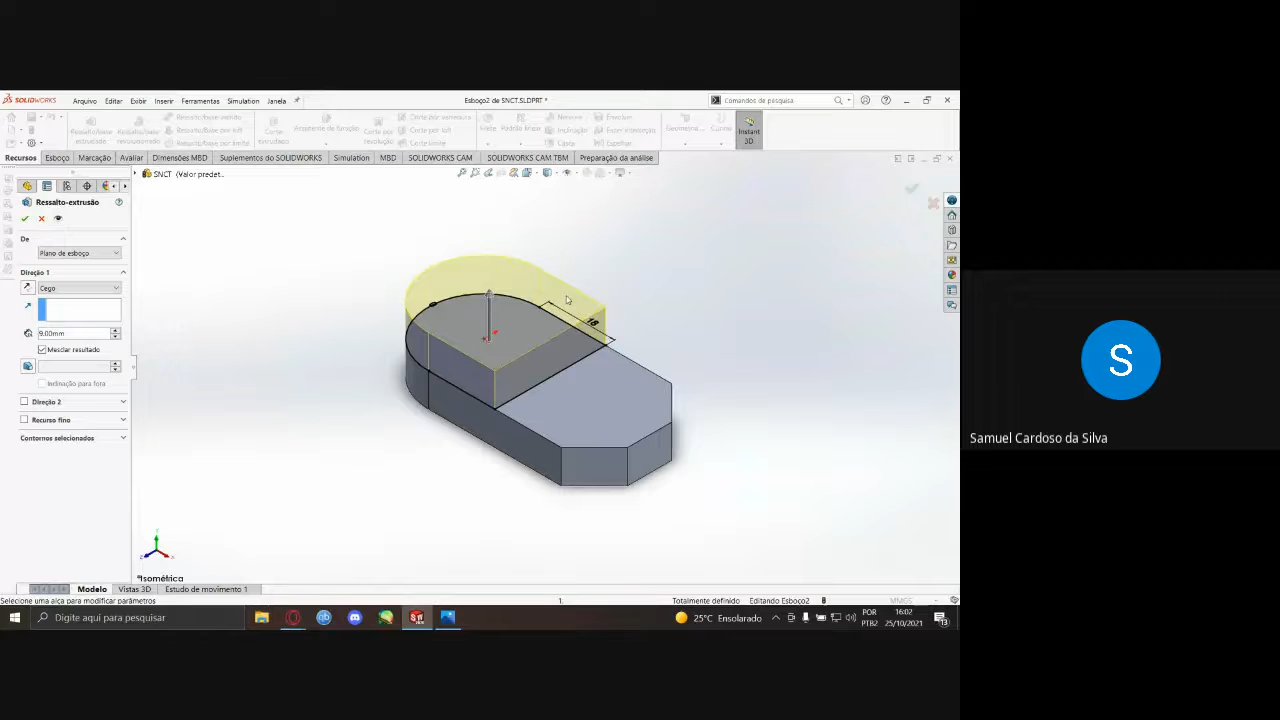 SOLIDWORKS Arquivo Editar Exibir Inserir Ferramentas Simulation Janela
Esboço2 de SNCT.SLDPRT *
Comandos de pesquisa
Instant
3D
Recursos Esboço Marcação Avaliar Dimensões MBD Suplementos do SOLIDWORKS Simulation MBD SOLIDWORKS CAM SOLIDWORKS CAM TBM Preparação da análise
SNCT (Valor predet..
Ressalto-extrusão
De
Plano de esboço
Direção 1
Cego
9.00mm
Mesclar resultado
Inclinação para fora
Direção 2
Recurso fino
Contornos selecionados
18
Y
X
Z
*Isométrica
Modelo Vistas 3D Estudo de movimento 1
Selecione uma alça para modificar parâmetros
Totalmente definido Editando Esboço2
MMGS
Digite aqui para pesquisar
25°C Ensolarado
POR
PTB2
16:02
25/10/2021
13
S
Samuel Cardoso da Silva